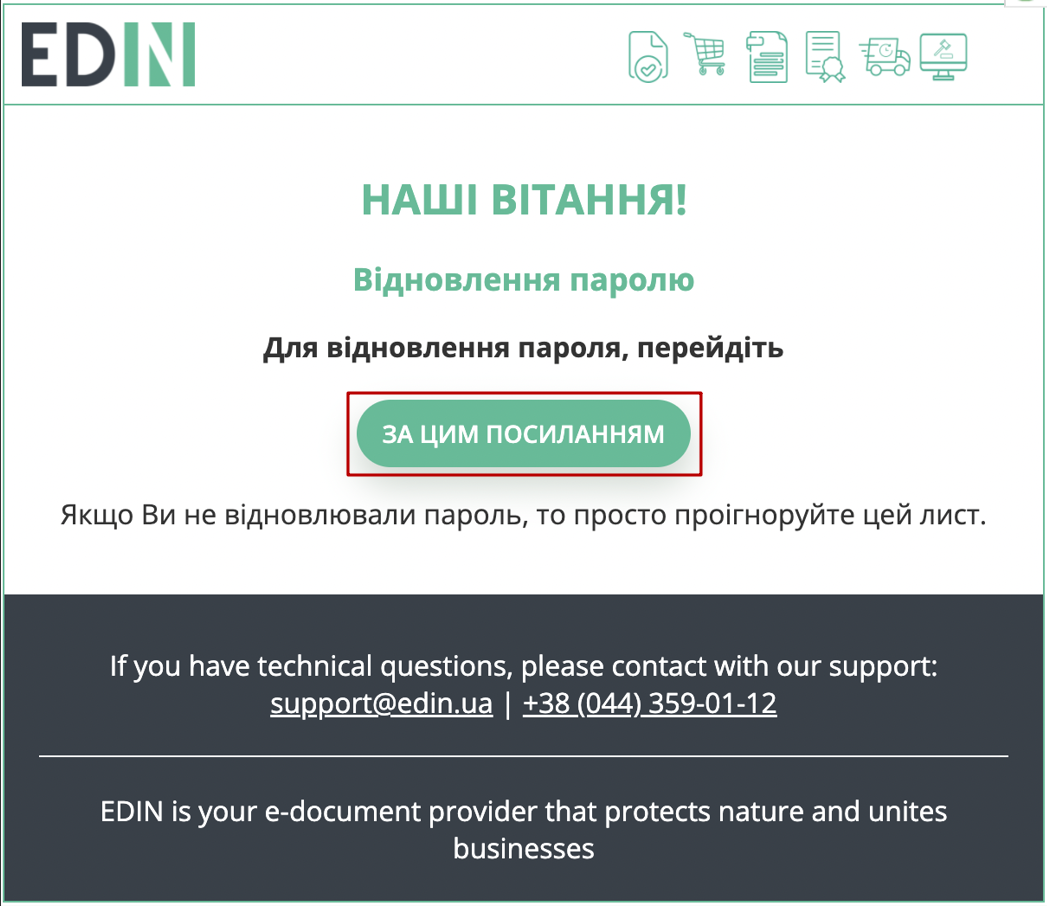 EDIN
НАШІ ВІТАННЯ!
Відновлення паролю
Для відновлення пароля, перейдіть
ЗА ЦИМ ПОСИЛАННЯМ
Якщо Ви не відновлювали пароль, то просто проігноруйте цей лист.
If you have technical questions, please contact with our support:
support@edin.ua | +38 (044) 359-01-12
EDIN is your e-document provider that protects nature and unites
businesses